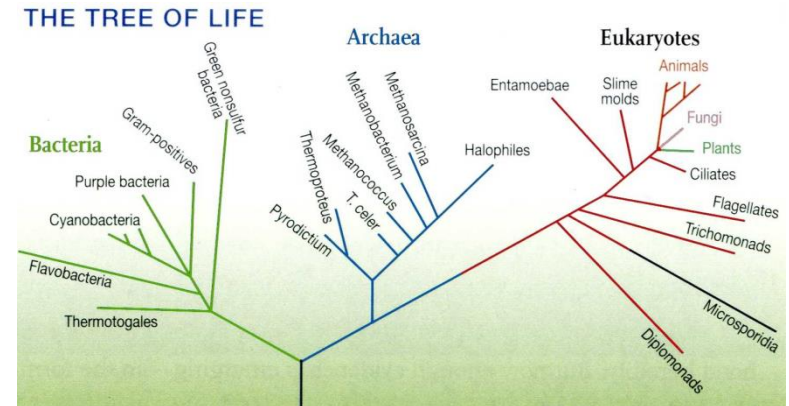 THE TREE OF LIFE
Bacteria
Archaea
Eukaryotes
Green nonsulfur
bacteria
Gram-positives
Purple bacteria
Cyanobacteria
Flavobacteria
Thermotogales
Pyrodictium
Thermoproteus
T. celer
Methanococcus
Methanobacterium
Methanosarcina
Halophiles
Entamoebae
Slime
molds
Animals
Fungi
Plants
Ciliates
Flagellates
Trichomonads
Microsporidia
Diplomonads